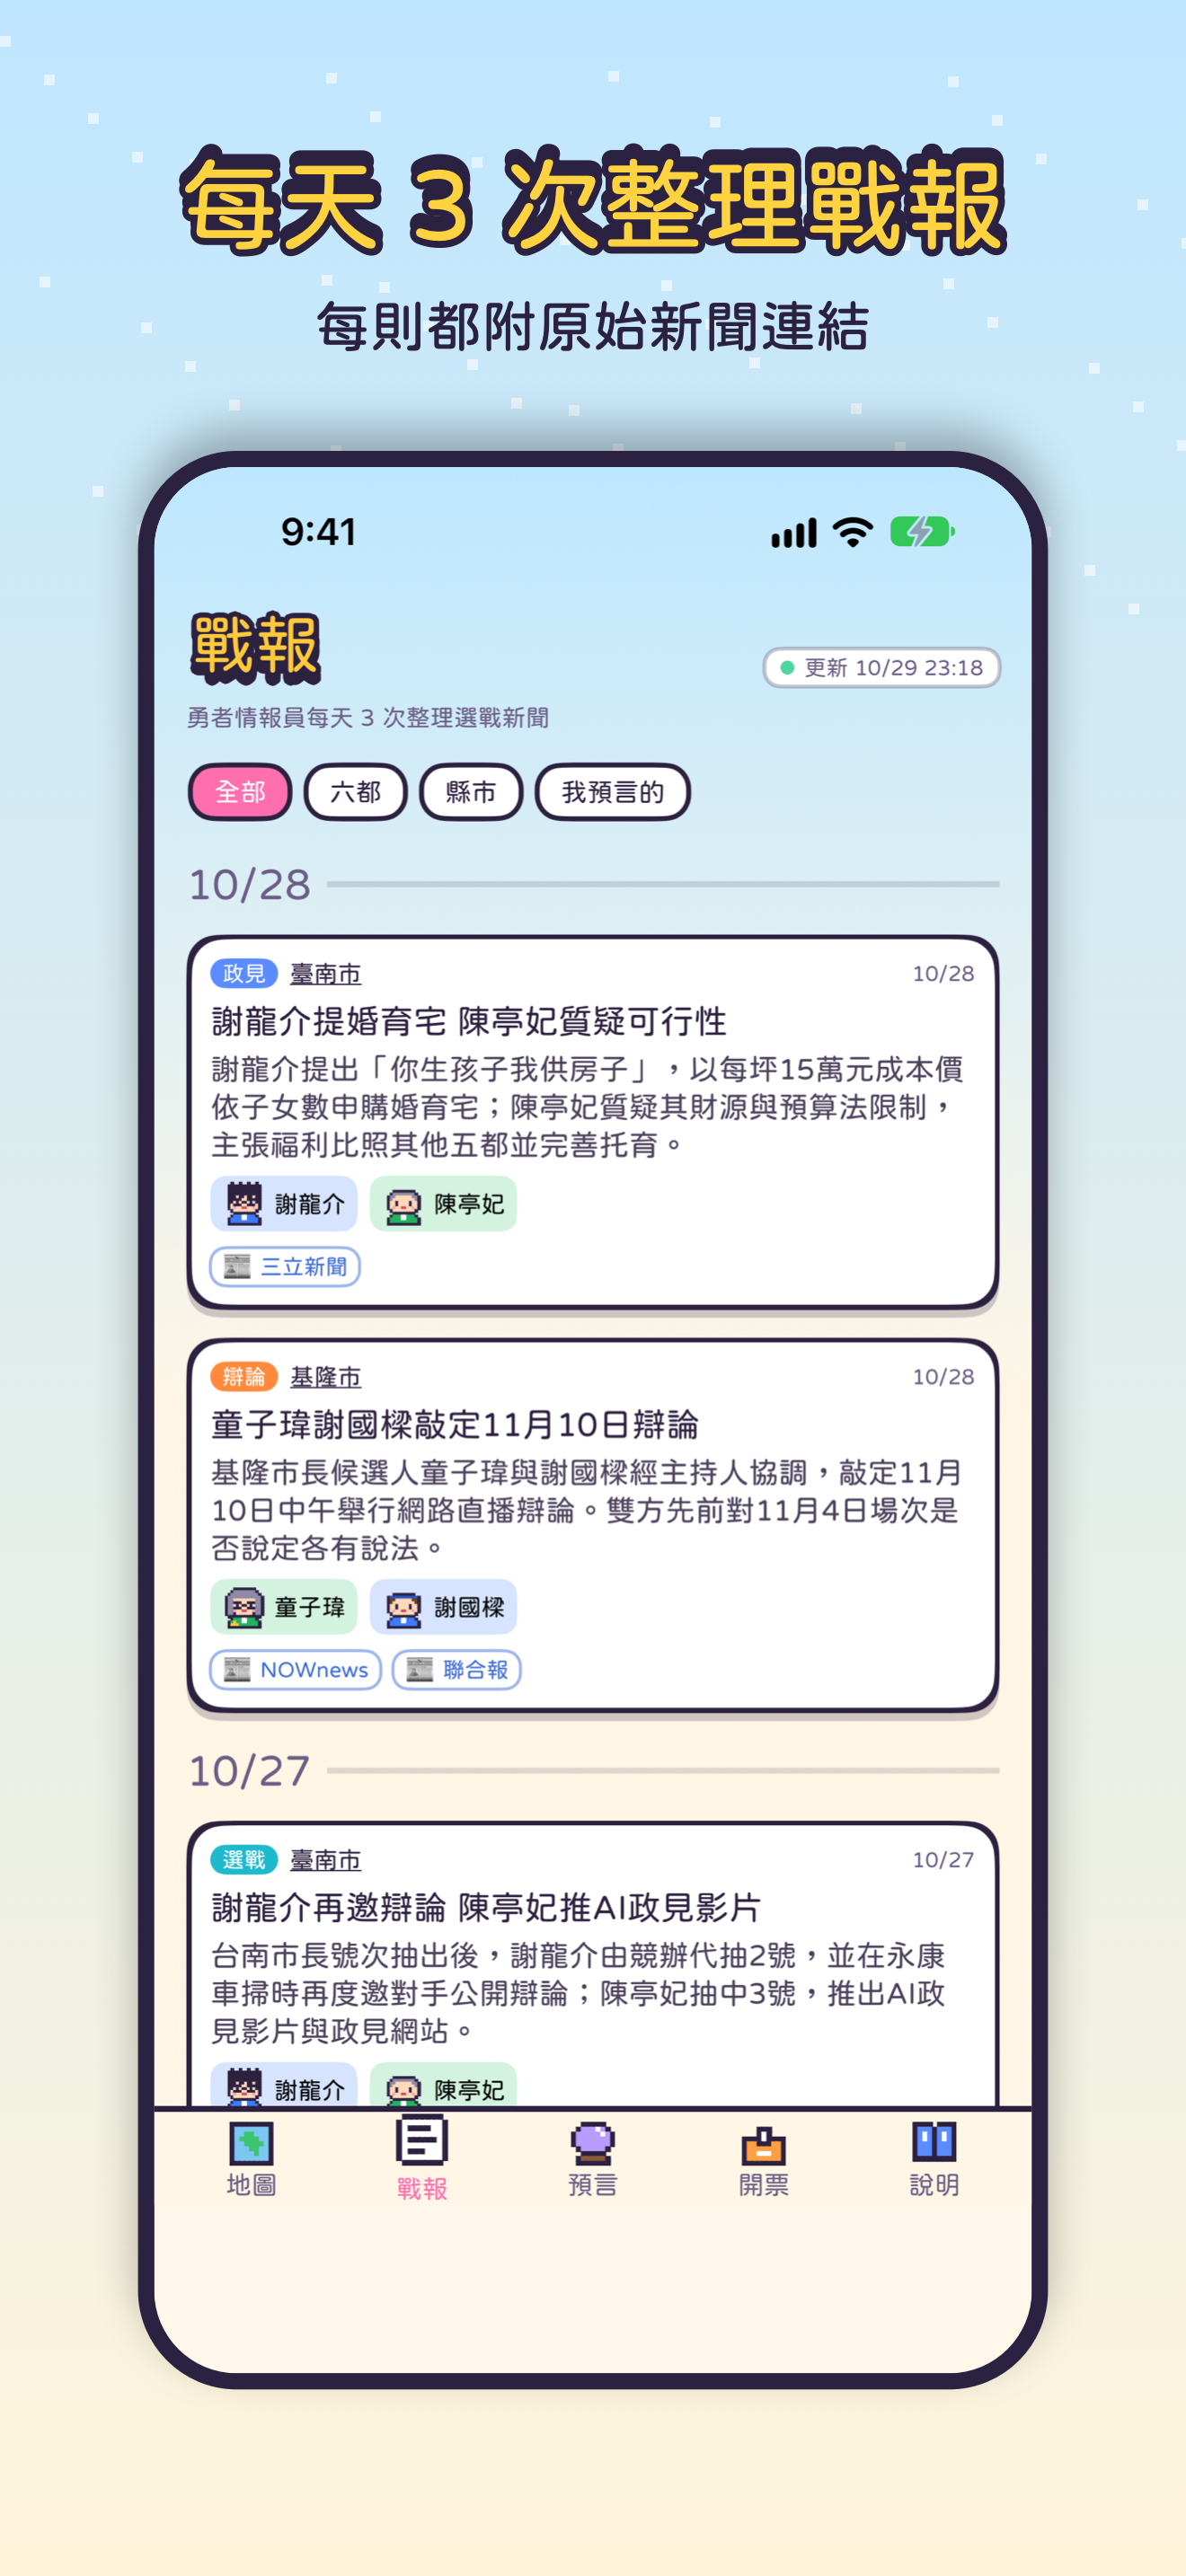 每天 3 次整理戰報
每則都附原始新聞連結
9:41
戰報
更新 10/29 23:18
勇者情報員每天 3 次整理選戰新聞
全部 六都 縣市 我預言的
10/28
政見 臺南市 10/28
謝龍介提婚育宅 陳亭妃質疑可行性
謝龍介提出「你生孩子我供房子」，以每坪15萬元成本價
依子女數申購婚育宅；陳亭妃質疑其財源與預算法限制，
主張福利比照其他五都並完善托育。
謝龍介 陳亭妃
三立新聞
辯論 基隆市 10/28
童子瑋謝國樑敲定11月10日辯論
基隆市長候選人童子瑋與謝國樑經主持人協調，敲定11月
10日中午舉行網路直播辯論。雙方先前對11月4日場次是
否說定各有說法。
童子瑋 謝國樑
NOWnews 聯合報
10/27
選戰 臺南市 10/27
謝龍介再邀辯論 陳亭妃推AI政見影片
台南市長號次抽出後，謝龍介由競辦代抽2號，並在永康
車掃時再度邀對手公開辯論；陳亭妃抽中3號，推出AI政
見影片與政見網站。
謝龍介 陳亭妃
地圖 戰報 預言 開票 說明